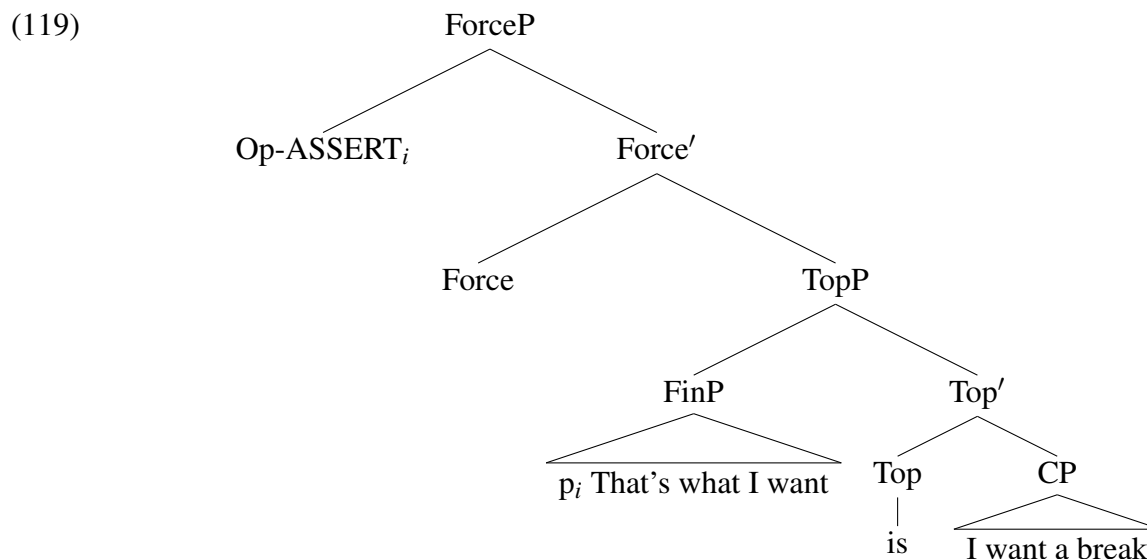 (119) ForceP
Op-ASSERTᵢ Force′
Force TopP
FinP Top′
pᵢ That's what I want Top CP
is I want a break